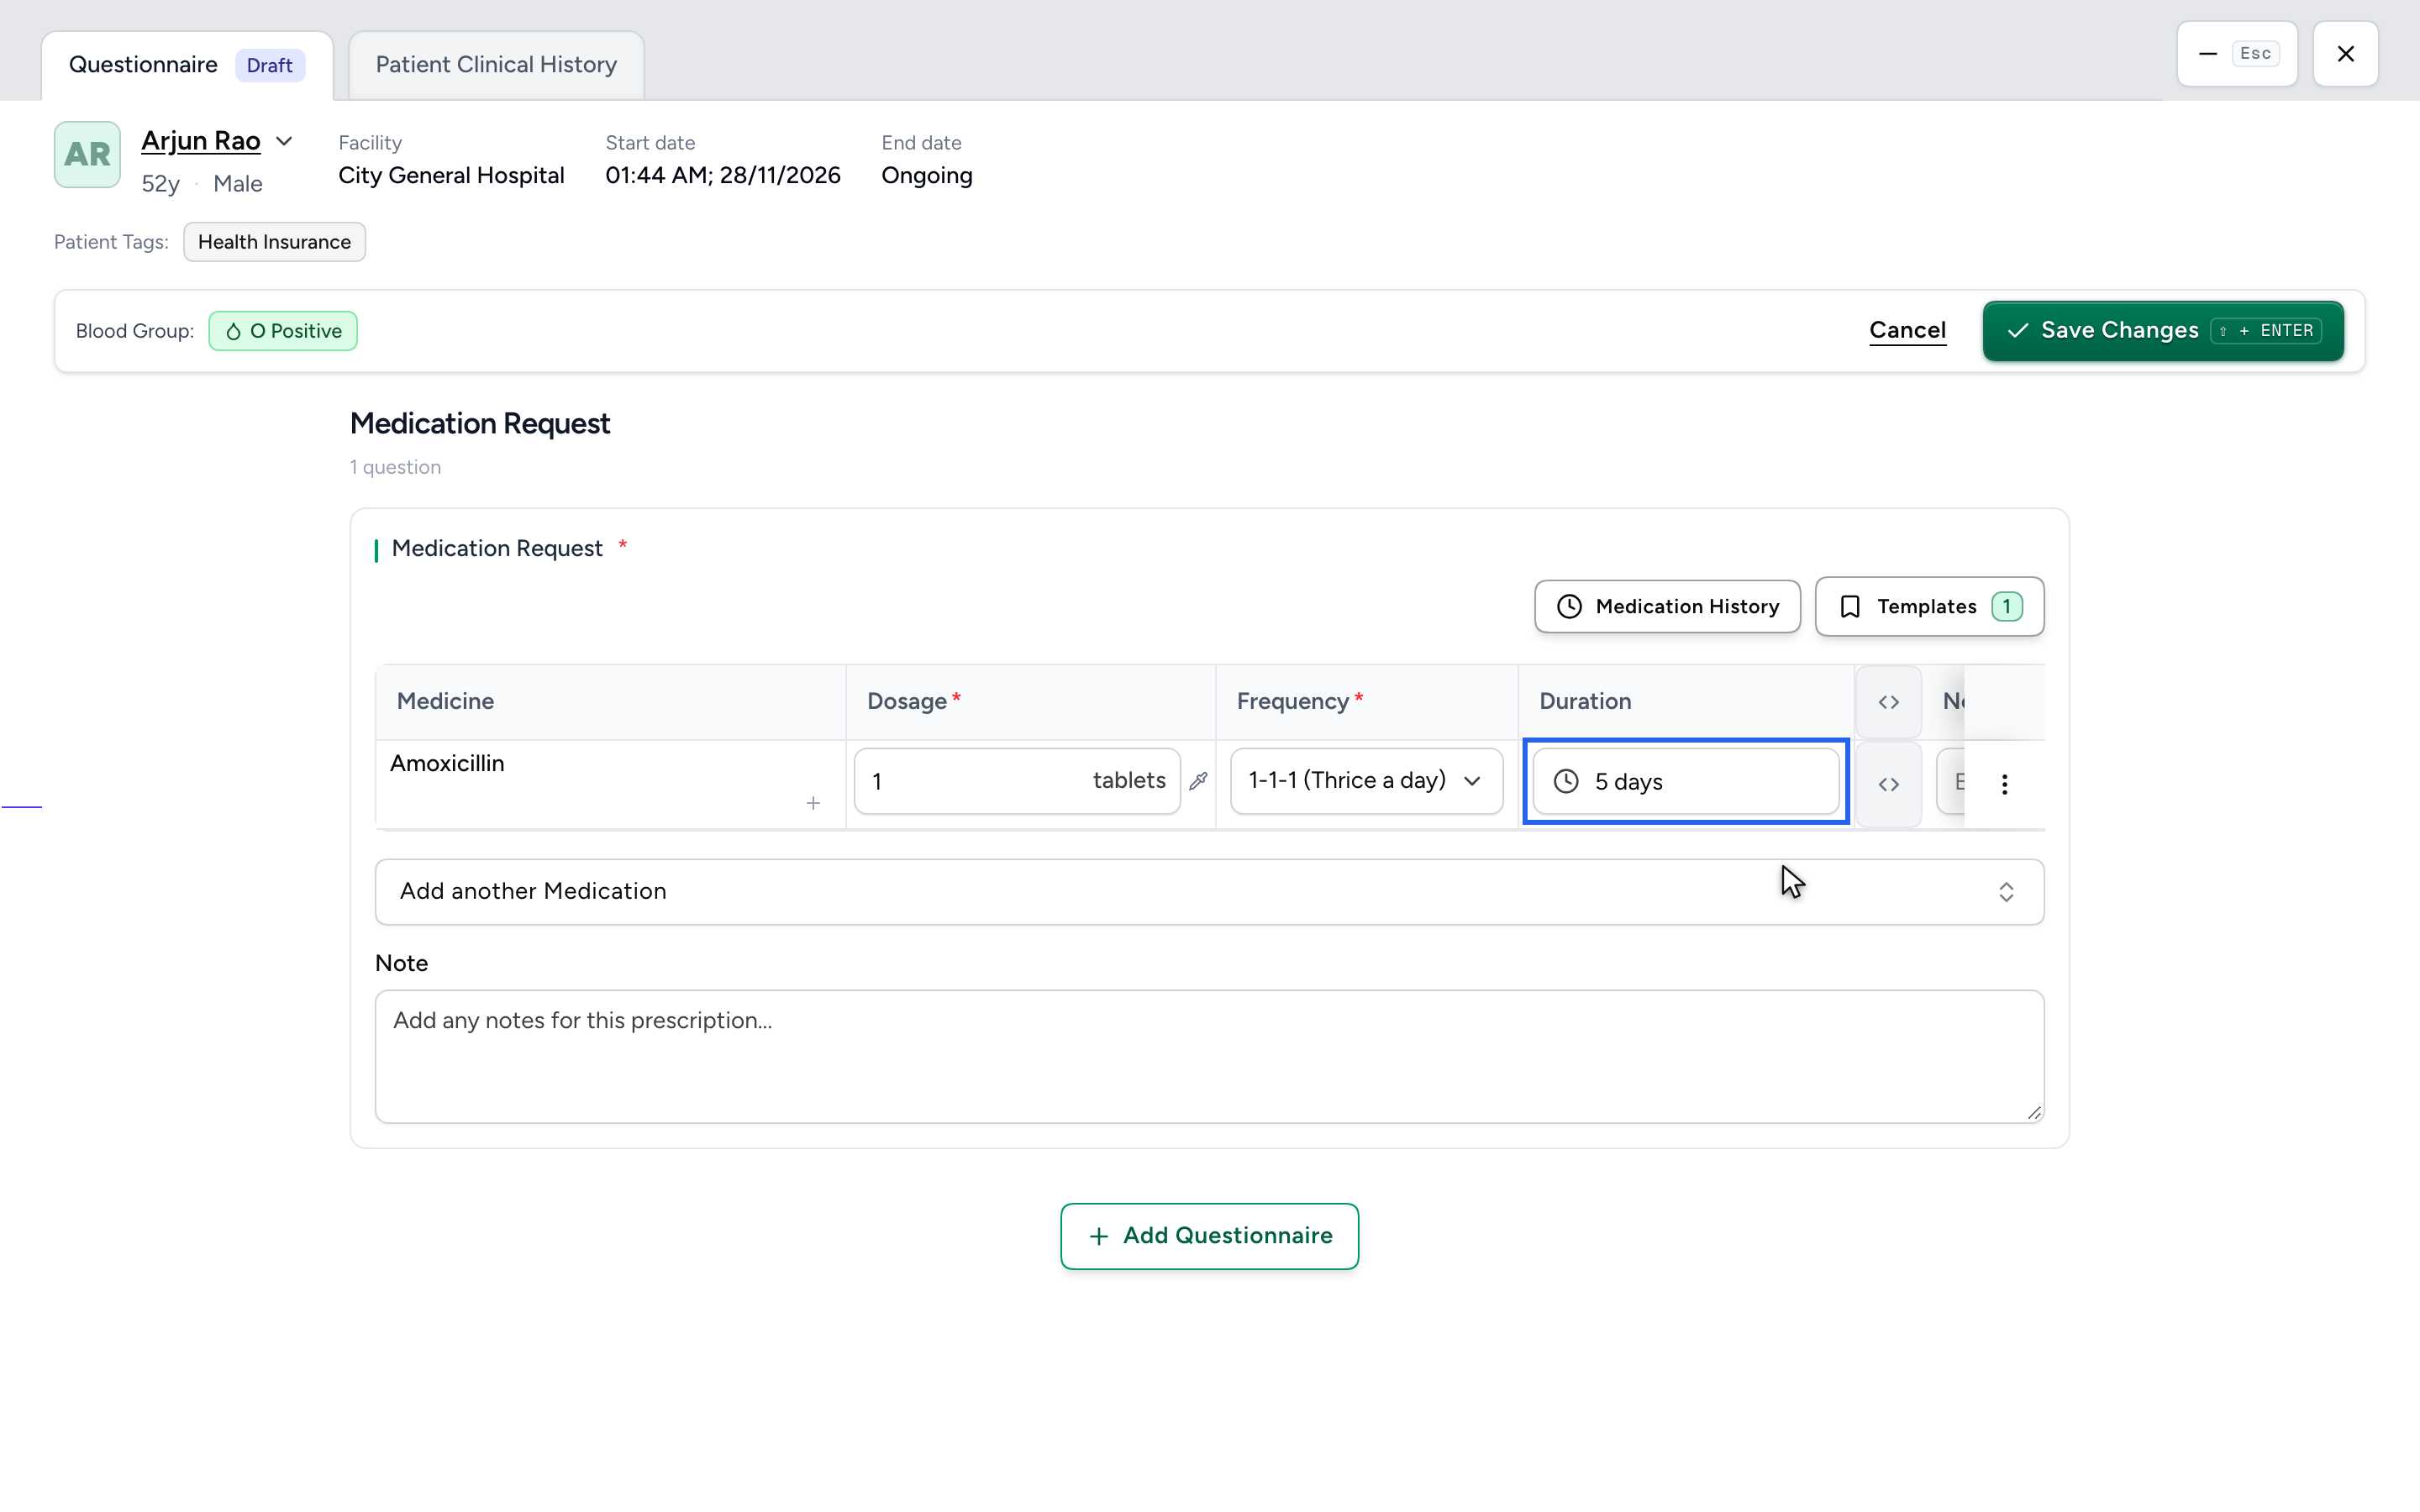 Questionnaire Draft
Patient Clinical History
Esc
AR
Arjun Rao
52y · Male
Facility
City General Hospital
Start date
01:44 AM; 28/11/2026
End date
Ongoing
Patient Tags: Health Insurance
Blood Group: O Positive
Cancel
Save Changes ⇧ + ENTER
Medication Request
1 question
Medication Request *
Medication History
Templates 1
Medicine Dosage * Frequency * Duration
Amoxicillin
1 tablets
1-1-1 (Thrice a day)
5 days
Add another Medication
Note
Add any notes for this prescription...
+ Add Questionnaire